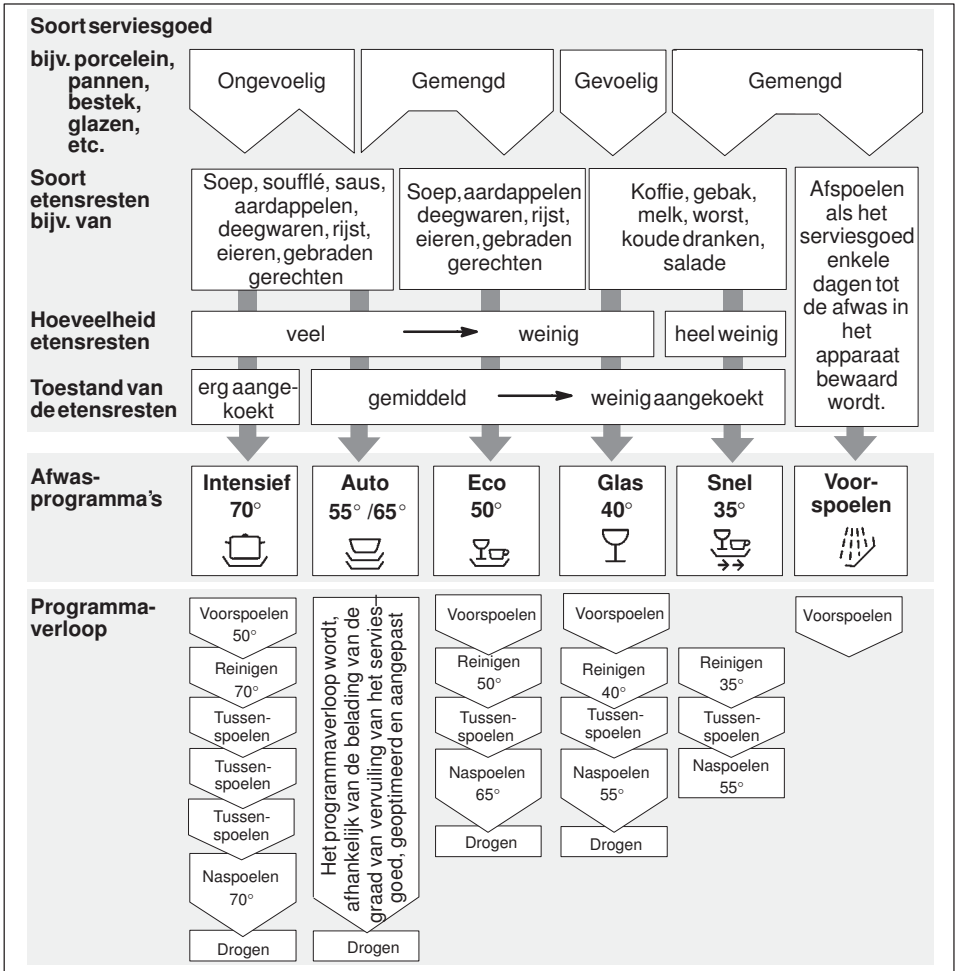 Soort serviesgoed
bijv. porcelein,
pannen,
bestek,
glazen,
etc.
Ongevoelig
Gemengd
Gevoelig
Gemengd
Soort
etensresten
bijv. van
Soep, soufflé, saus,
aardappelen,
deegwaren, rijst,
eieren, gebraden
gerechten
Soep, aardappelen
deegwaren, rijst,
eieren, gebraden
gerechten
Koffie, gebak,
melk, worst,
koude dranken,
salade
Afspoelen
als het
serviesgoed
enkele
dagen tot
de afwas in
het
apparaat
bewaard
wordt.
Hoeveelheid
etensresten
veel
weinig
heel weinig
Toestand van
de etensresten
erg aange-
koekt
gemiddeld
weinig aangekoekt
Afwas-
programma's
Intensief
70°
Auto
55° /65°
Eco
50°
Glas
40°
Snel
35°
Voor-
spoelen
Programma-
verloop
Voorspoelen
50°
Reinigen
70°
Tussen-
spoelen
Tussen-
spoelen
Tussen-
spoelen
Naspoelen
70°
Drogen
Het programmaverloop wordt,
afhankelijk van de belading van de
graad van vervuiling van het servies-
goed, geoptimeerd en aangepast
Drogen
Voorspoelen
Reinigen
50°
Tussen-
spoelen
Naspoelen
65°
Drogen
Voorspoelen
Reinigen
40°
Tussen-
spoelen
Naspoelen
55°
Drogen
Reinigen
35°
Tussen-
spoelen
Naspoelen
55°
Voorspoelen